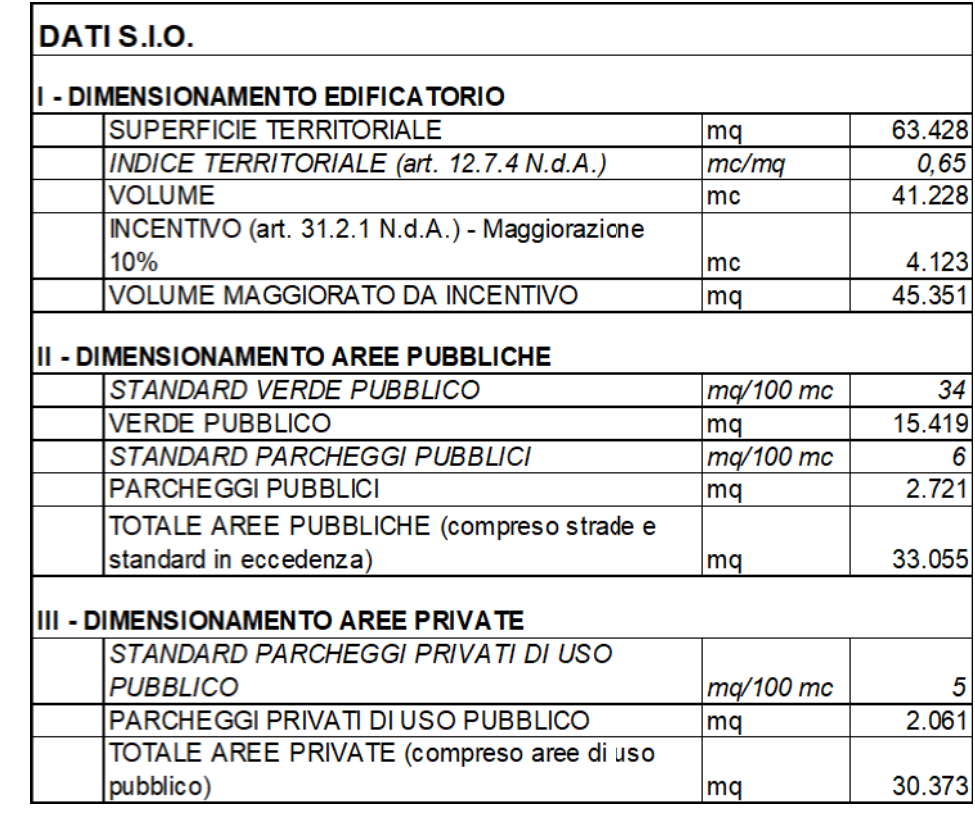 DATI S.I.O.
I - DIMENSIONAMENTO EDIFICATORIO
SUPERFICIE TERRITORIALE mq 63.428
INDICE TERRITORIALE (art. 12.7.4 N.d.A.) mc/mq 0,65
VOLUME mc 41.228
INCENTIVO (art. 31.2.1 N.d.A.) - Maggiorazione
10% mc 4.123
VOLUME MAGGIORATO DA INCENTIVO mq 45.351
II - DIMENSIONAMENTO AREE PUBBLICHE
STANDARD VERDE PUBBLICO mq/100 mc 34
VERDE PUBBLICO mq 15.419
STANDARD PARCHEGGI PUBBLICI mq/100 mc 6
PARCHEGGI PUBBLICI mq 2.721
TOTALE AREE PUBBLICHE (compreso strade e
standard in eccedenza) mq 33.055
III - DIMENSIONAMENTO AREE PRIVATE
STANDARD PARCHEGGI PRIVATI DI USO
PUBBLICO mq/100 mc 5
PARCHEGGI PRIVATI DI USO PUBBLICO mq 2.061
TOTALE AREE PRIVATE (compreso aree di uso
pubblico) mq 30.373